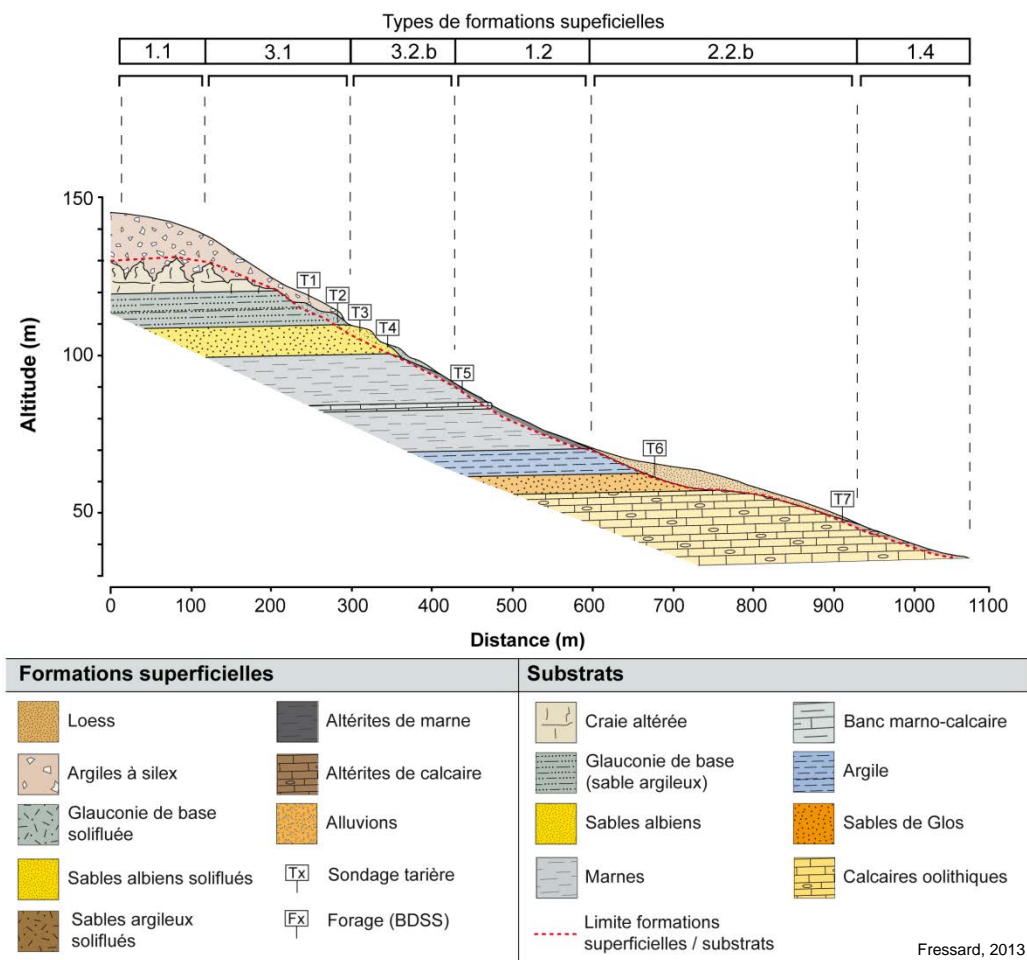 Types de formations supeficielles
1.1 3.1 3.2.b 1.2 2.2.b 1.4
Altitude (m)
150
100
50
T1
T2
T3
T4
T5
T6
T7
0 100 200 300 400 500 600 700 800 900 1000 1100
Distance (m)
Formations superficielles
Loess
Argiles à silex
Glauconie de base
solifluée
Sables albiens soliflués
Sables argileux
soliflués
Altérites de marne
Altérites de calcaire
Alluvions
Tx Sondage tarière
Fx Forage (BDSS)
Substrats
Craie altérée
Glauconie de base
(sable argileux)
Sables albiens
Marnes
Limite formations
superficielles / substrats
Banc marno-calcaire
Argile
Sables de Glos
Calcaires oolithiques
Fressard, 2013